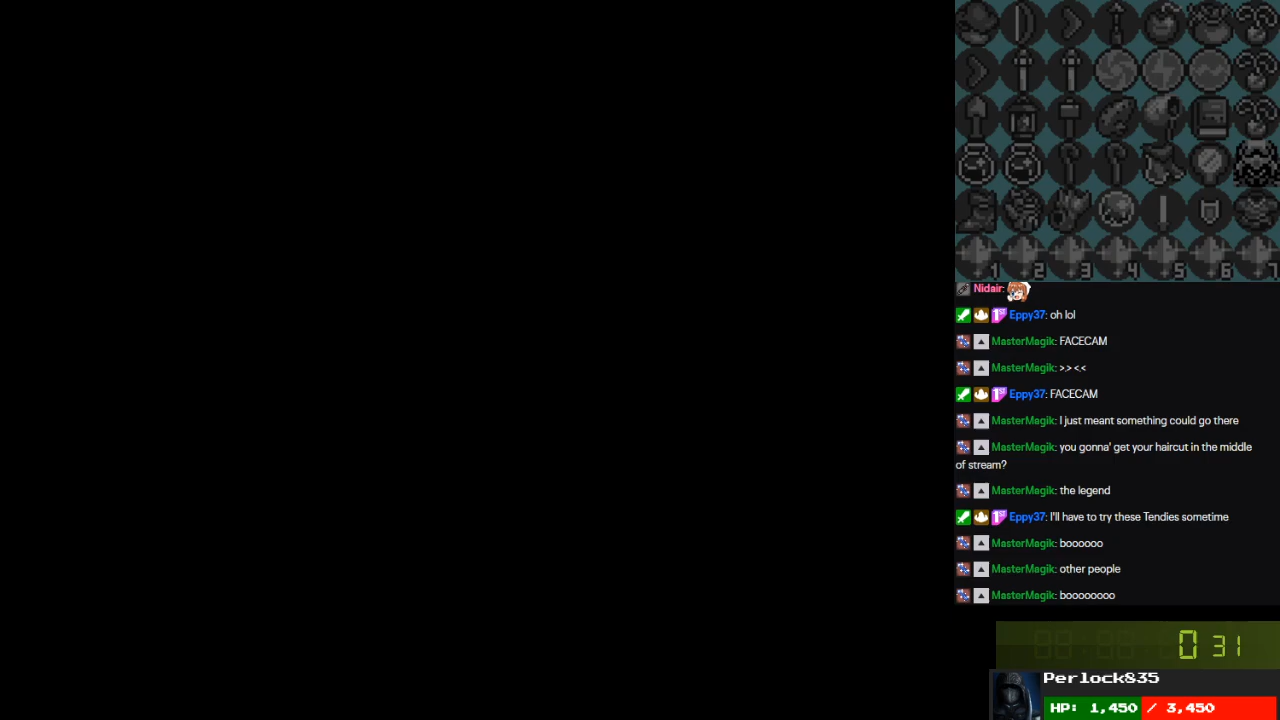 1 2 3 4 5 6 7
Nidair:
Eppy37: oh lol
MasterMagik: FACECAM
MasterMagik: >.> <.<
Eppy37: FACECAM
MasterMagik: I just meant something could go there
MasterMagik: you gonna' get your haircut in the middle
of stream?
MasterMagik: the legend
Eppy37: I'll have to try these Tendies sometime
MasterMagik: boooooo
MasterMagik: other people
MasterMagik: booooooooo
0 31
Perlock835
HP: 1,450 / 3,450